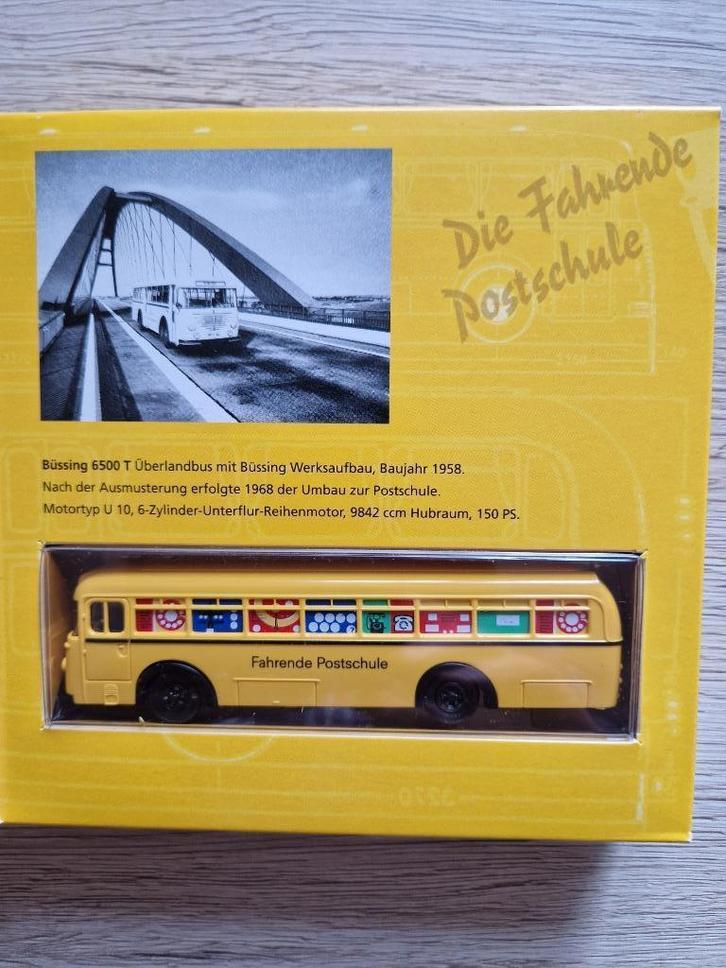 Die Fahrende
Postschule
Büssing 6500 T Überlandbus mit Büssing Werksaufbau, Baujahr 1958.
Nach der Ausmusterung erfolgte 1968 der Umbau zur Postschule.
Motortyp U 10, 6-Zylinder-Unterflur-Reihenmotor, 9842 ccm Hubraum, 150 PS.
Fahrende Postschule